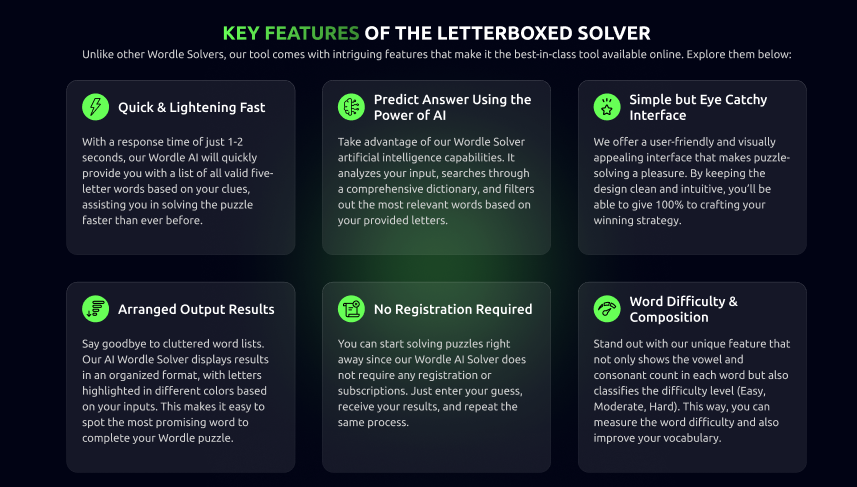 KEY FEATURES OF THE LETTERBOXED SOLVER
Unlike other Wordle Solvers, our tool comes with intriguing features that make it the best-in-class tool available online. Explore them below:
Quick & Lightening Fast
With a response time of just 1-2
seconds, our Wordle AI will quickly
provide you with a list of all valid five-
letter words based on your clues,
assisting you in solving the puzzle
faster than ever before.
Predict Answer Using the
Power of AI
Take advantage of our Wordle Solver
artificial intelligence capabilities. It
analyzes your input, searches through
a comprehensive dictionary, and filters
out the most relevant words based on
your provided letters.
Simple but Eye Catchy
Interface
We offer a user-friendly and visually
appealing interface that makes puzzle-
solving a pleasure. By keeping the
design clean and intuitive, you'll be
able to give 100% to crafting your
winning strategy.
Arranged Output Results
Say goodbye to cluttered word lists.
Our AI Wordle Solver displays results
in an organized format, with letters
highlighted in different colors based
on your inputs. This makes it easy to
spot the most promising word to
complete your Wordle puzzle.
No Registration Required
You can start solving puzzles right
away since our Wordle AI Solver does
not require any registration or
subscriptions. Just enter your guess,
receive your results, and repeat the
same process.
Word Difficulty &
Composition
Stand out with our unique feature that
not only shows the vowel and
consonant count in each word but also
classifies the difficulty level (Easy,
Moderate, Hard). This way, you can
measure the word difficulty and also
improve your vocabulary.